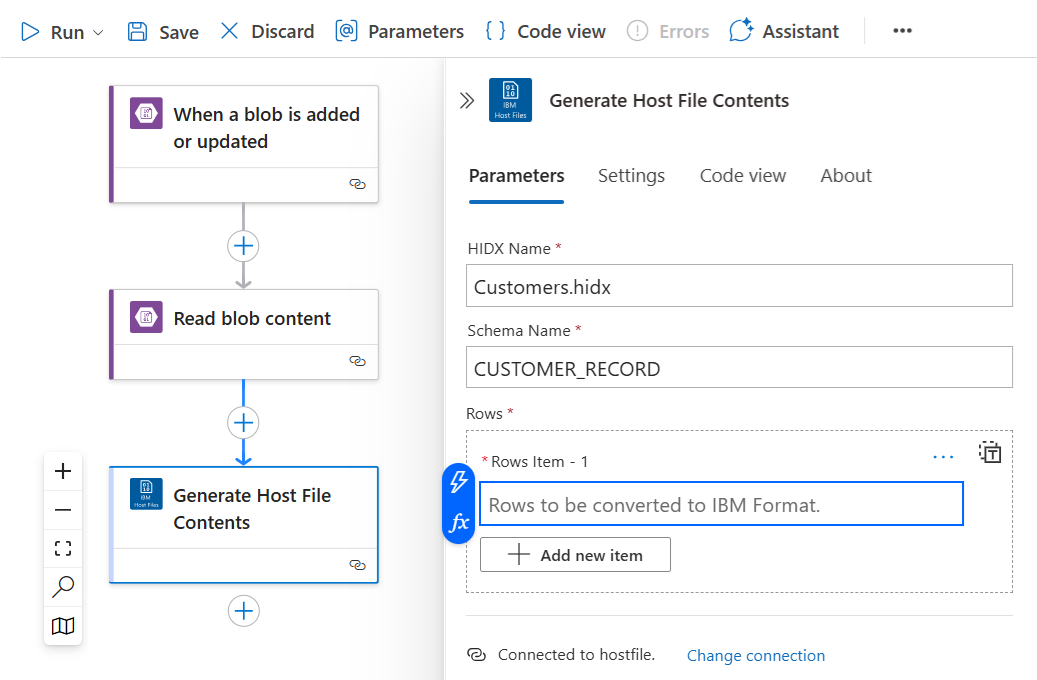 Run Save Discard Parameters { } Code view Errors Assistant •••
When a blob is added
or updated
Read blob content
IBM
Host Files
Generate Host File
Contents
01
10
IBM
Host Files
Generate Host File Contents
Parameters Settings Code view About
HIDX Name *
Customers.hidx
Schema Name *
CUSTOMER_RECORD
Rows *
* Rows Item - 1
fx
Rows to be converted to IBM Format.
Add new item
Connected to hostfile. Change connection